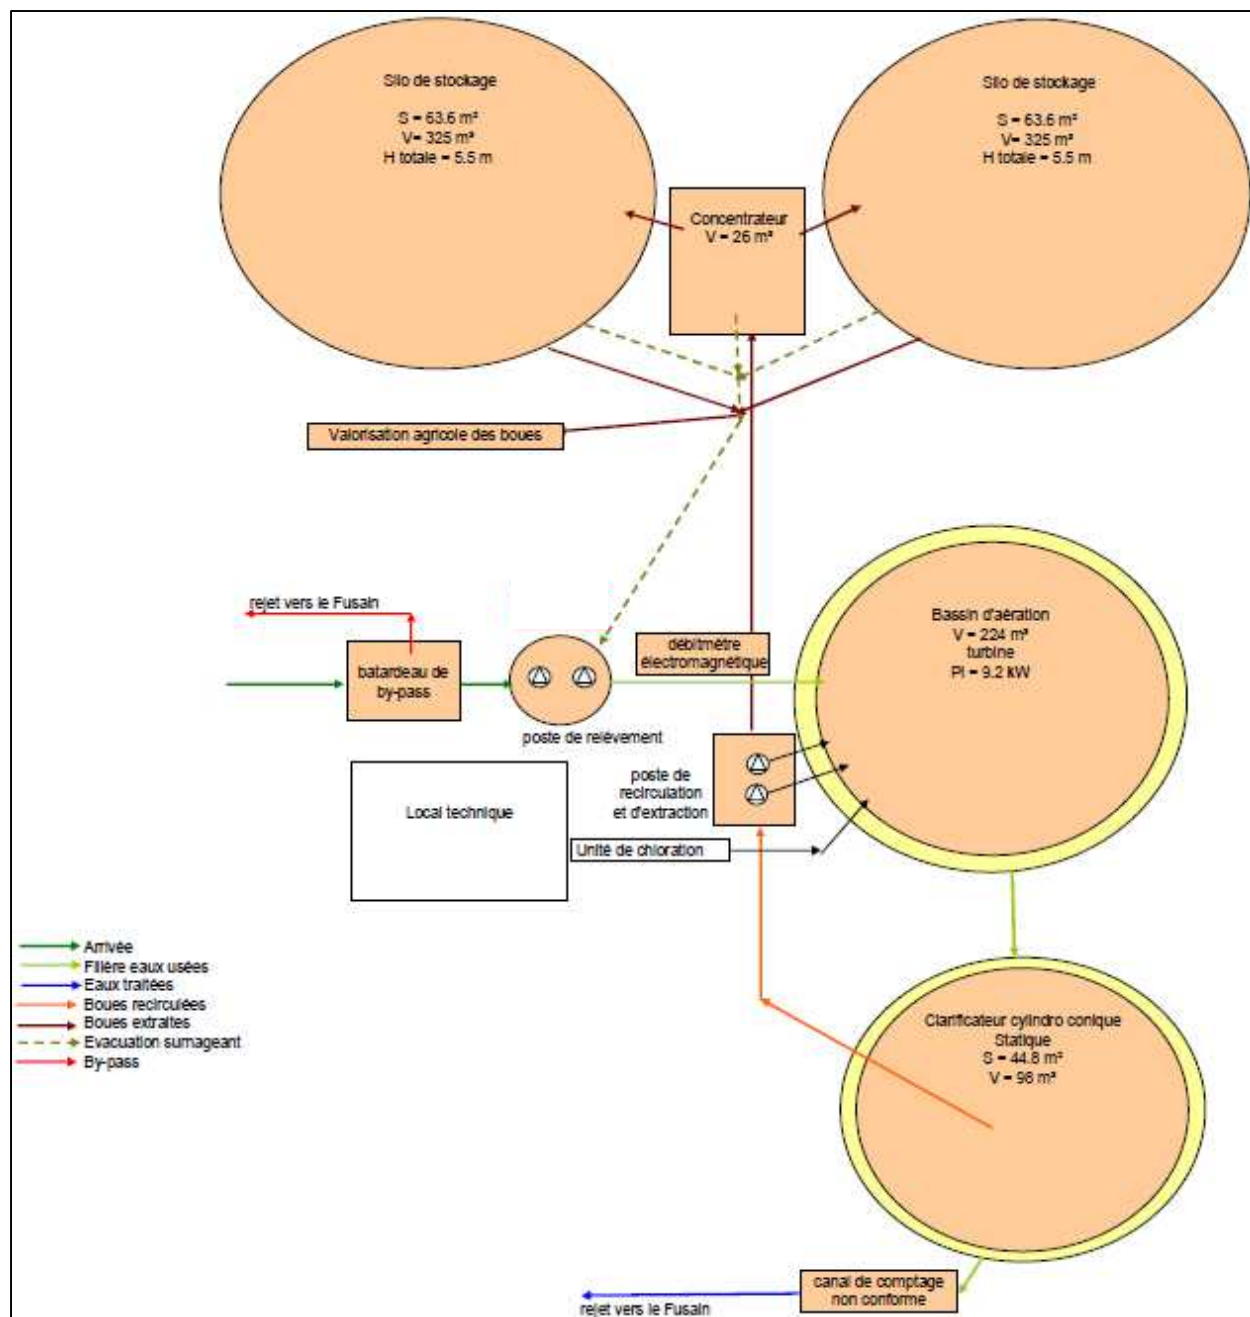 Silo de stockage
S = 63.6 m²
V= 325 m³
H totale = 5.5 m
Silo de stockage
S = 63.6 m²
V= 325 m³
H totale = 5.5 m
Concentrateur
V = 26 m³
Valorisation agricole des boues
rejet vers le Fusain
batardeau de
by-pass
poste de relèvement
débitmètre
électromagnétique
Bassin d'aération
V = 224 m³
turbine
PI = 9.2 kW
poste de
recirculation
et d'extraction
Local technique
Unité de chloration
Arrivée
Filière eaux usées
Eaux traitées
Boues recirculées
Boues extraites
Evacuation surnageant
By-pass
Clarificateur cylindro conique
Statique
S = 44.8 m²
V = 98 m³
canal de comptage
non conforme
rejet vers le Fusain